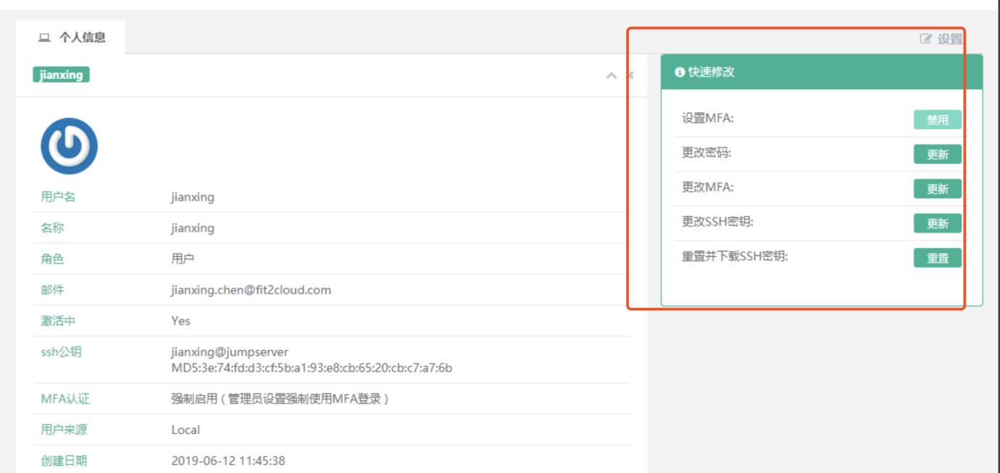 个人信息
设置
jianxing
快速修改
设置MFA:
禁用
更改密码:
更新
更改MFA:
更新
更改SSH密钥:
更新
重置并下载SSH密钥:
重置
用户名 jianxing
名称 jianxing
角色 用户
邮件 jianxing.chen@fit2cloud.com
激活中 Yes
ssh公钥 jianxing@jumpserver
MD5:3e:74:fd:d3:cf:5b:a1:93:e8:cb:65:20:cb:c7:a7:6b
MFA认证 强制启用 ( 管理员设置强制使用MFA登录 )
用户来源 Local
创建日期 2019-06-12 11:45:38